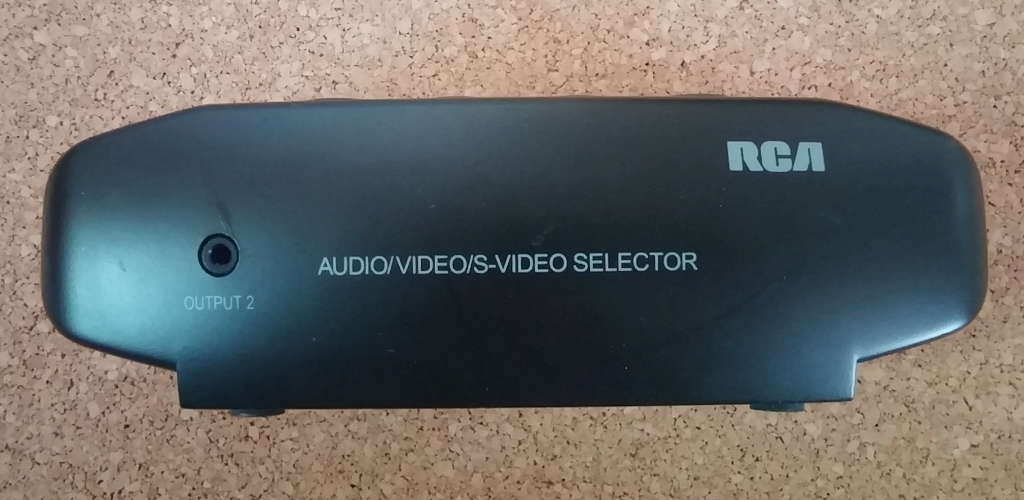 RCA
AUDIO/VIDEO/S-VIDEO SELECTOR
OUTPUT 2